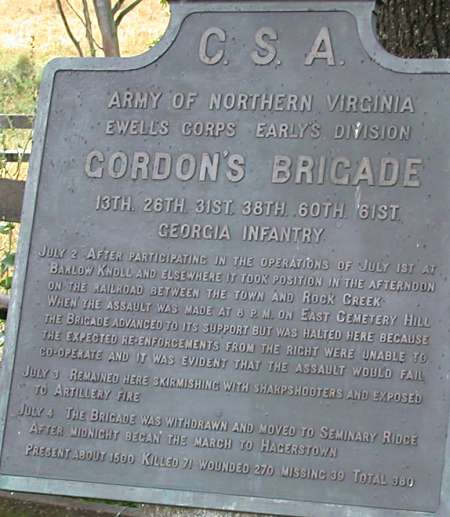 C. S. A.
ARMY OF NORTHERN VIRGINIA
EWELL'S CORPS EARLY'S DIVISION
GORDON'S BRIGADE
13TH. 26TH. 31ST. 38TH. 60TH. 61ST.
GEORGIA INFANTRY
JULY 2 AFTER PARTICIPATING IN THE OPERATIONS OF JULY 1ST AT
BARLOW KNOLL AND ELSEWHERE IT TOOK POSITION IN THE AFTERNOON
ON THE RAILROAD BETWEEN THE TOWN AND ROCK CREEK
WHEN THE ASSAULT WAS MADE AT 8 P.M. ON EAST CEMETERY HILL
THE BRIGADE ADVANCED TO ITS SUPPORT BUT WAS HALTED HERE BECAUSE
THE EXPECTED RE-ENFORCEMENTS FROM THE RIGHT WERE UNABLE TO
CO-OPERATE AND IT WAS EVIDENT THAT THE ASSAULT WOULD FAIL
JULY 3 REMAINED HERE SKIRMISHING WITH SHARPSHOOTERS AND EXPOSED
TO ARTILLERY FIRE
JULY 4 THE BRIGADE WAS WITHDRAWN AND MOVED TO SEMINARY RIDGE
AFTER MIDNIGHT BEGAN THE MARCH TO HAGERSTOWN
PRESENT ABOUT 1500 KILLED 71 WOUNDED 270 MISSING 39 TOTAL 380